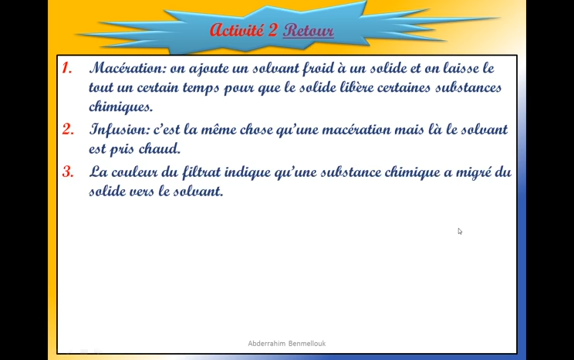 Activité 2 Retour
1. Macération: on ajoute un solvant froid à un solide et on laisse le
tout un certain temps pour que le solide libère certaines substances
chimiques.
2. Infusion: c'est la même chose qu'une macération mais là le solvant
est pris chaud.
3. La couleur du filtrat indique qu'une substance chimique a migré du
solide vers le solvant.
Abderrahim Benmellouk